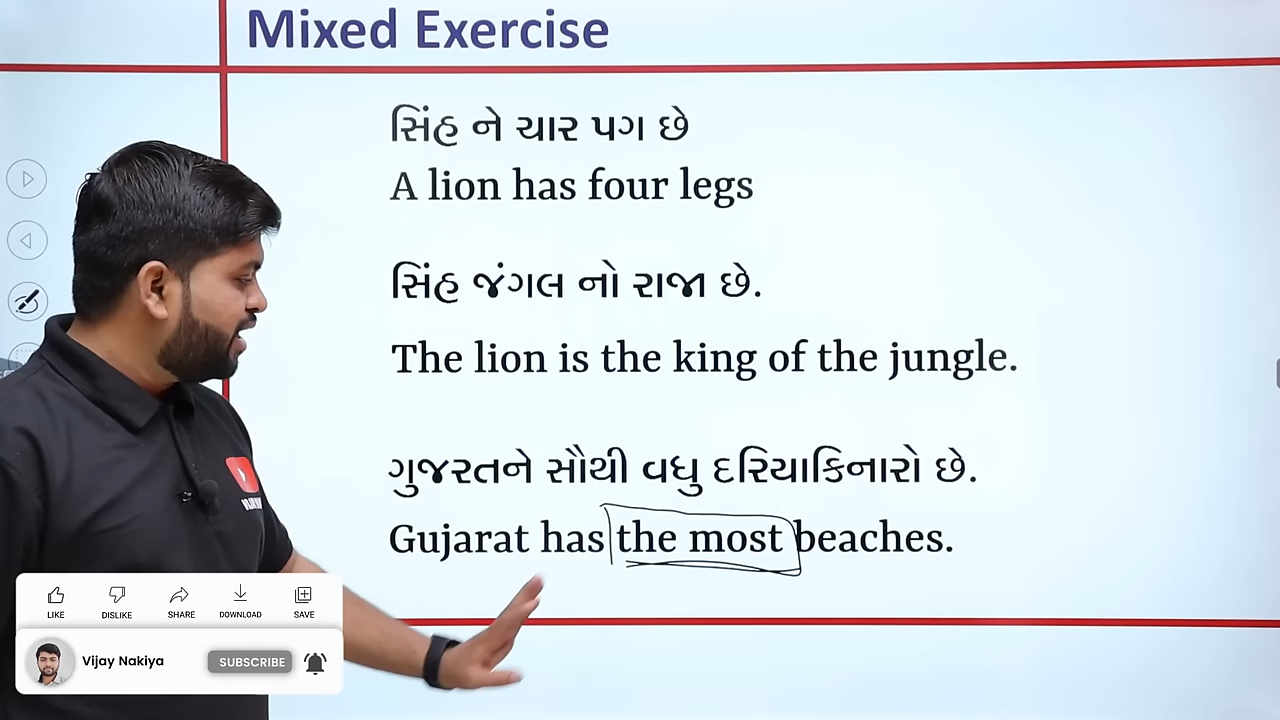 Mixed Exercise
સિંહ ને ચાર પગ છે
A lion has four legs
સિંહ જંગલ નો રાજા છે.
The lion is the king of the jungle.
ગુજરતને સૌથી વધુ દરિયાકિનારો છે.
Gujarat has the most beaches.
LIKE DISLIKE SHARE DOWNLOAD SAVE
Vijay Nakiya SUBSCRIBE